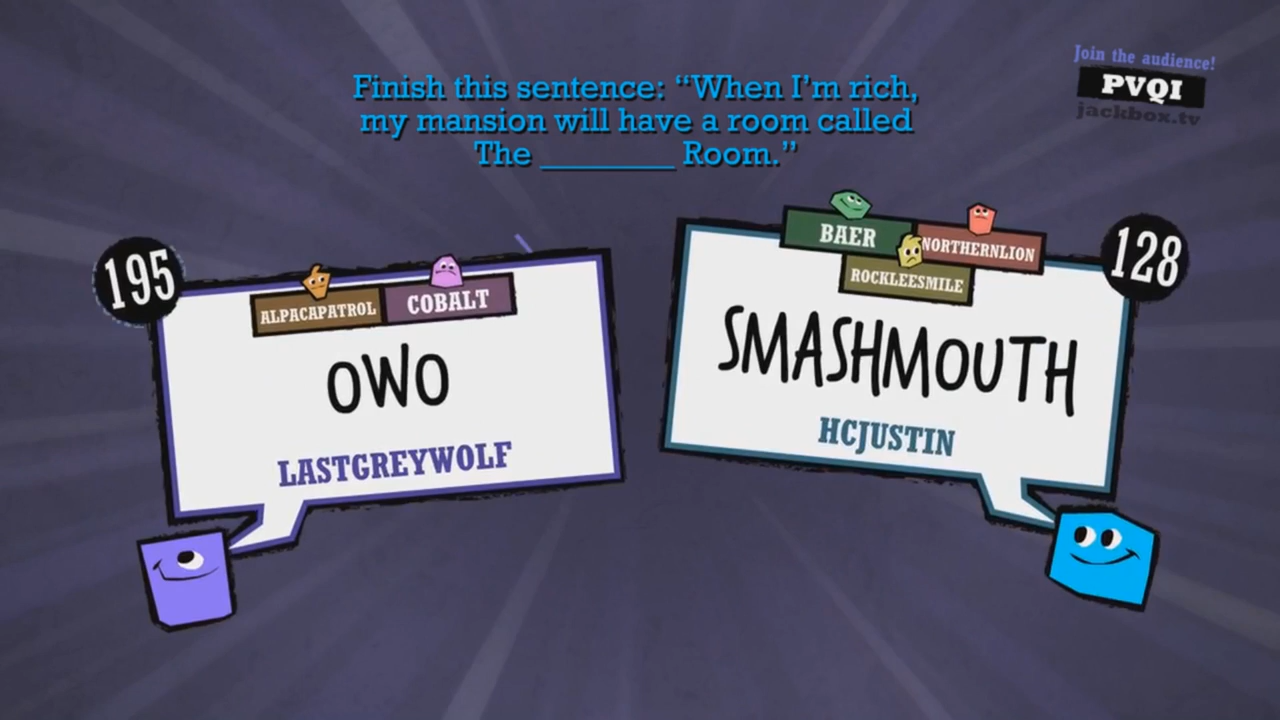 Join the audience!
PVQI
jackbox.tv
Finish this sentence: “When I’m rich,
my mansion will have a room called
The ________ Room.”
195
ALPACAPATROL
COBALT
OWO
LASTGREYWOLF
BAER
NORTHERNLION
ROCKLEESMILE
128
SMASHMOUTH
HCJUSTIN